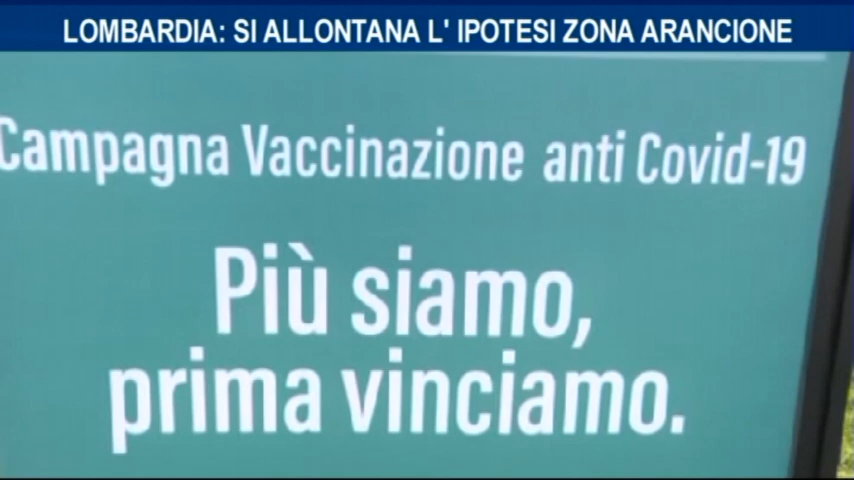 LOMBARDIA: SI ALLONTANA L' IPOTESI ZONA ARANCIONE
Campagna Vaccinazione anti Covid-19
Più siamo,
prima vinciamo.